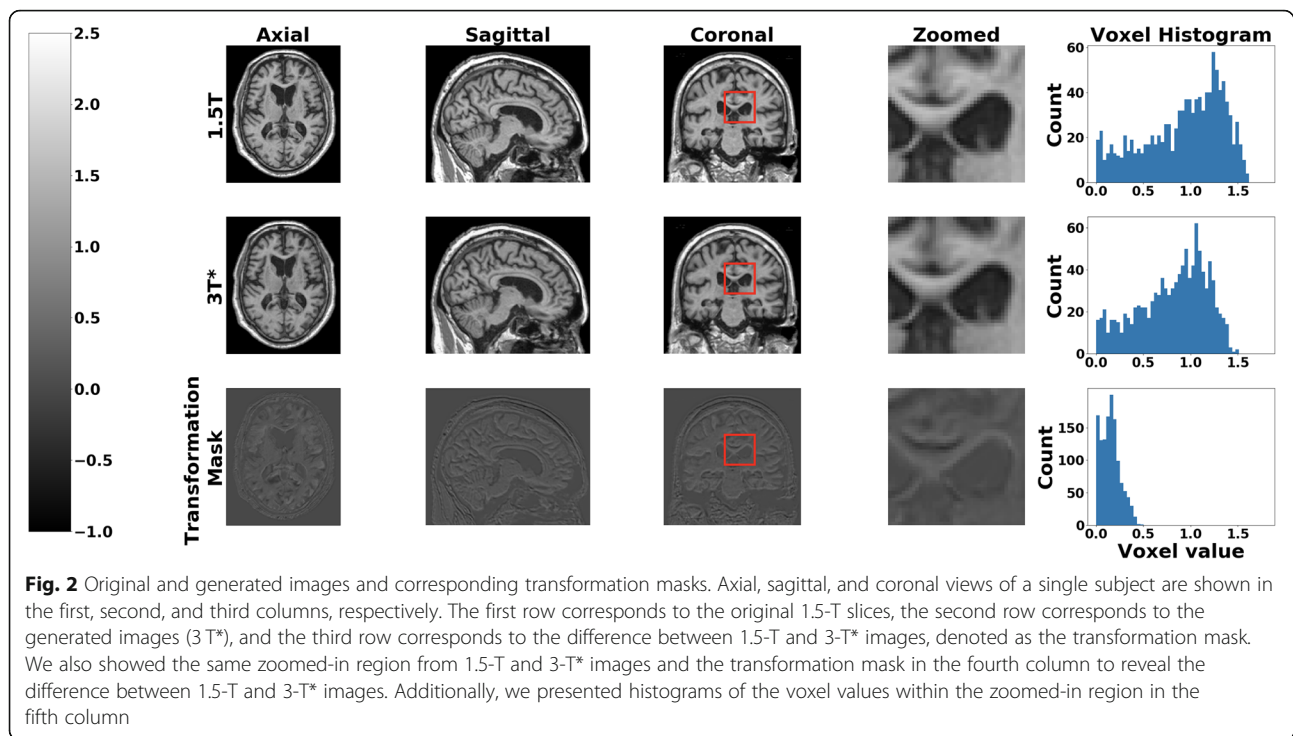 Axial Sagittal Coronal Zoomed Voxel Histogram
2.5
2.0
1.5
1.0
0.5
0.0
−0.5
−1.0
1.5T
Count
60
40
20
0
0.0 0.5 1.0 1.5
3T*
Count
60
40
20
0
0.0 0.5 1.0 1.5
Transformation
Mask
Count
150
100
50
0
0.0 0.5 1.0 1.5
Voxel value
Fig. 2 Original and generated images and corresponding transformation masks. Axial, sagittal, and coronal views of a single subject are shown in
the first, second, and third columns, respectively. The first row corresponds to the original 1.5-T slices, the second row corresponds to the
generated images (3 T*), and the third row corresponds to the difference between 1.5-T and 3-T* images, denoted as the transformation mask.
We also showed the same zoomed-in region from 1.5-T and 3-T* images and the transformation mask in the fourth column to reveal the
difference between 1.5-T and 3-T* images. Additionally, we presented histograms of the voxel values within the zoomed-in region in the
fifth column